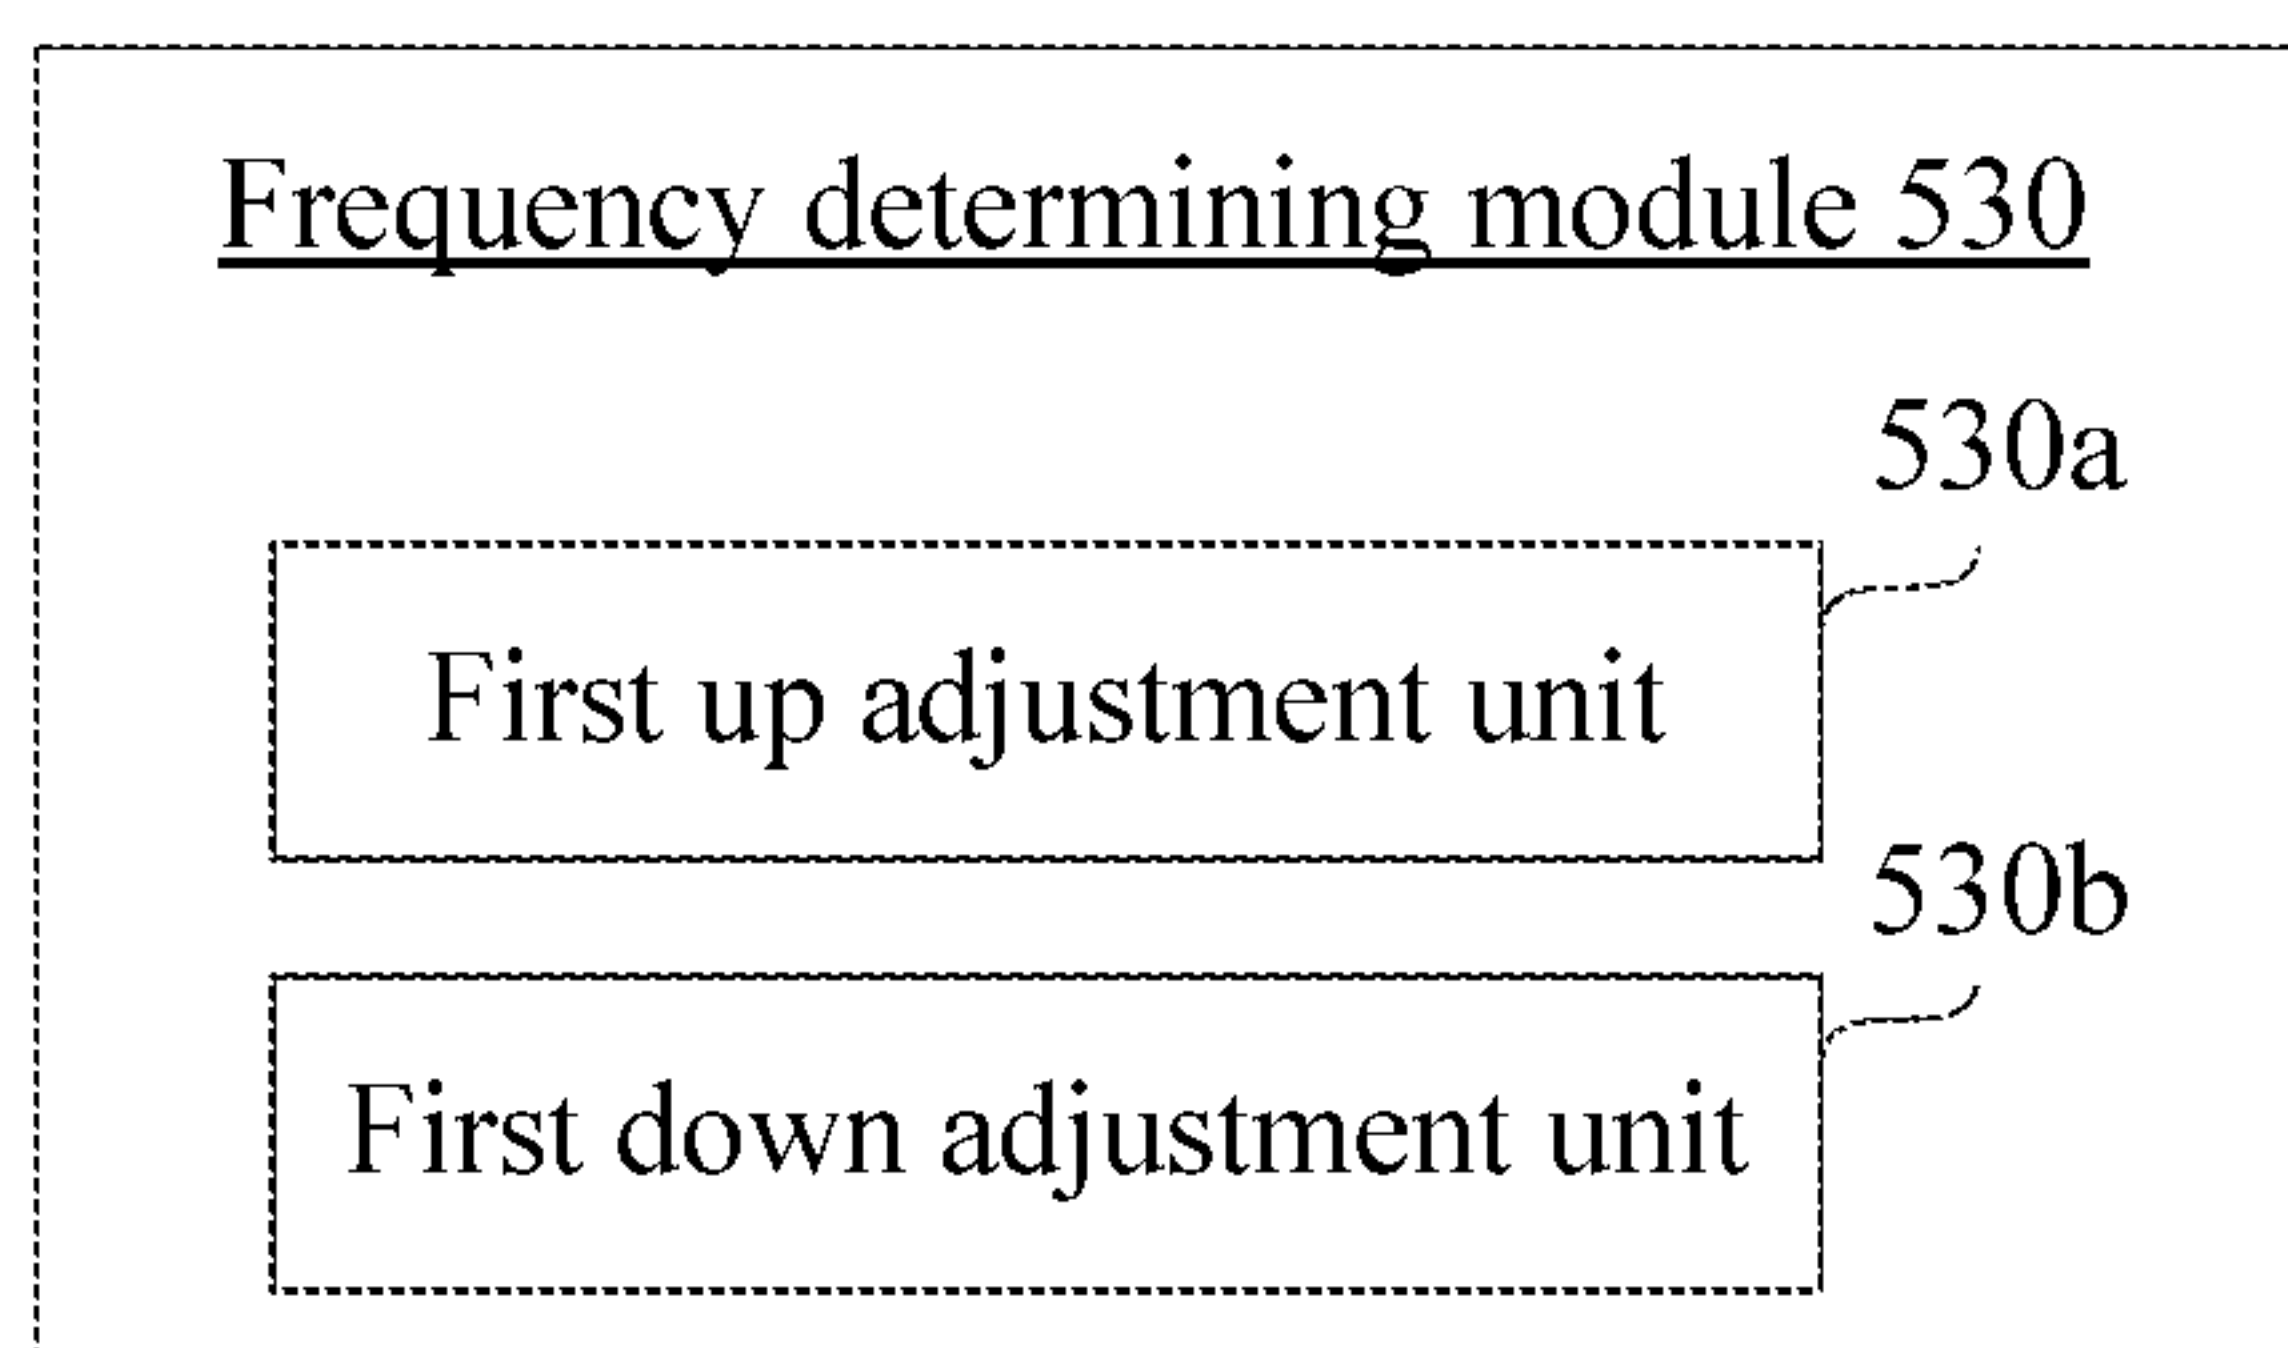 Frequency determining module 530
530a
First up adjustment unit
530b
First down adjustment unit